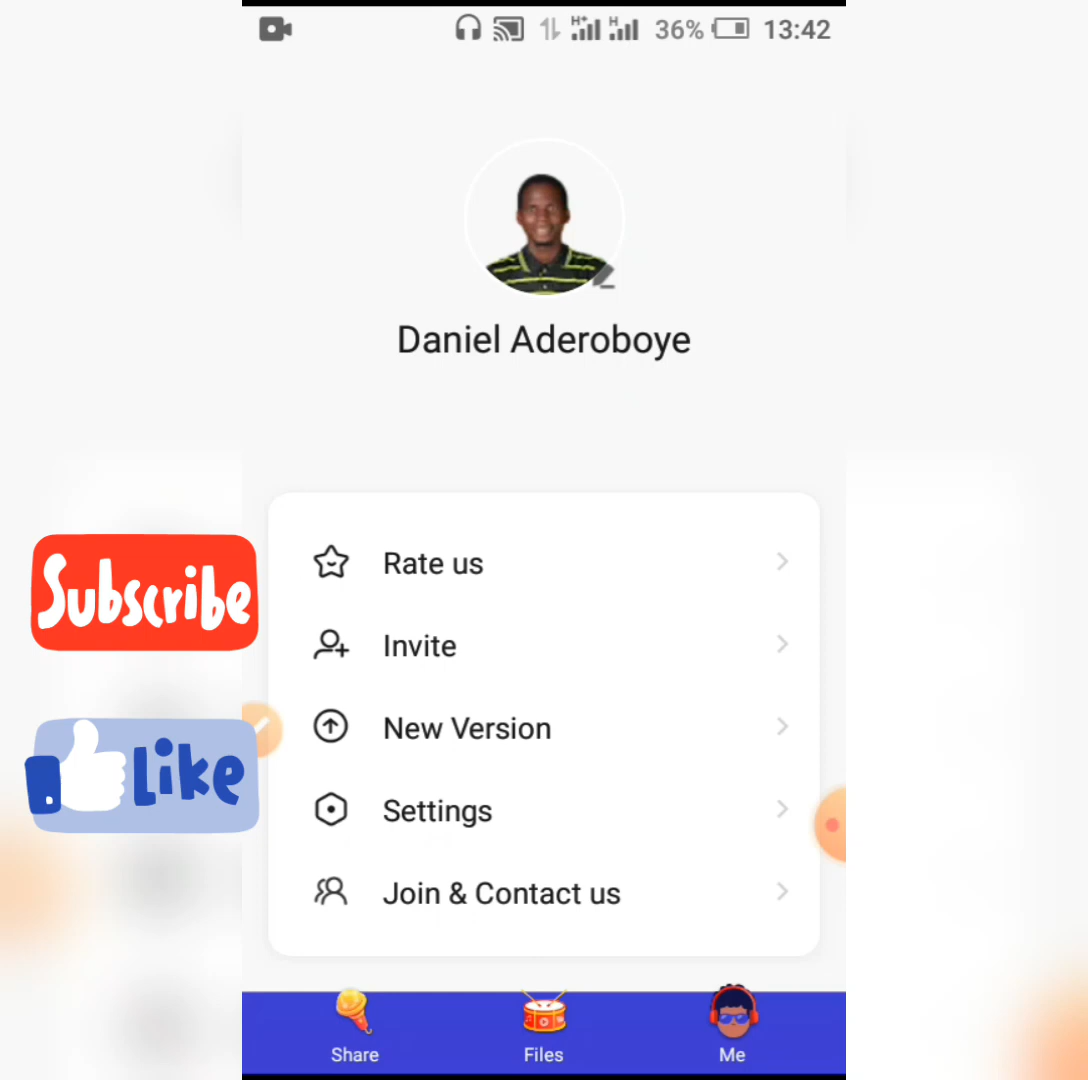 H+ H 36% 13:42
Daniel Aderoboye
Rate us
Subscribe
Invite
New Version
Like
Settings
Join & Contact us
Share Files Me